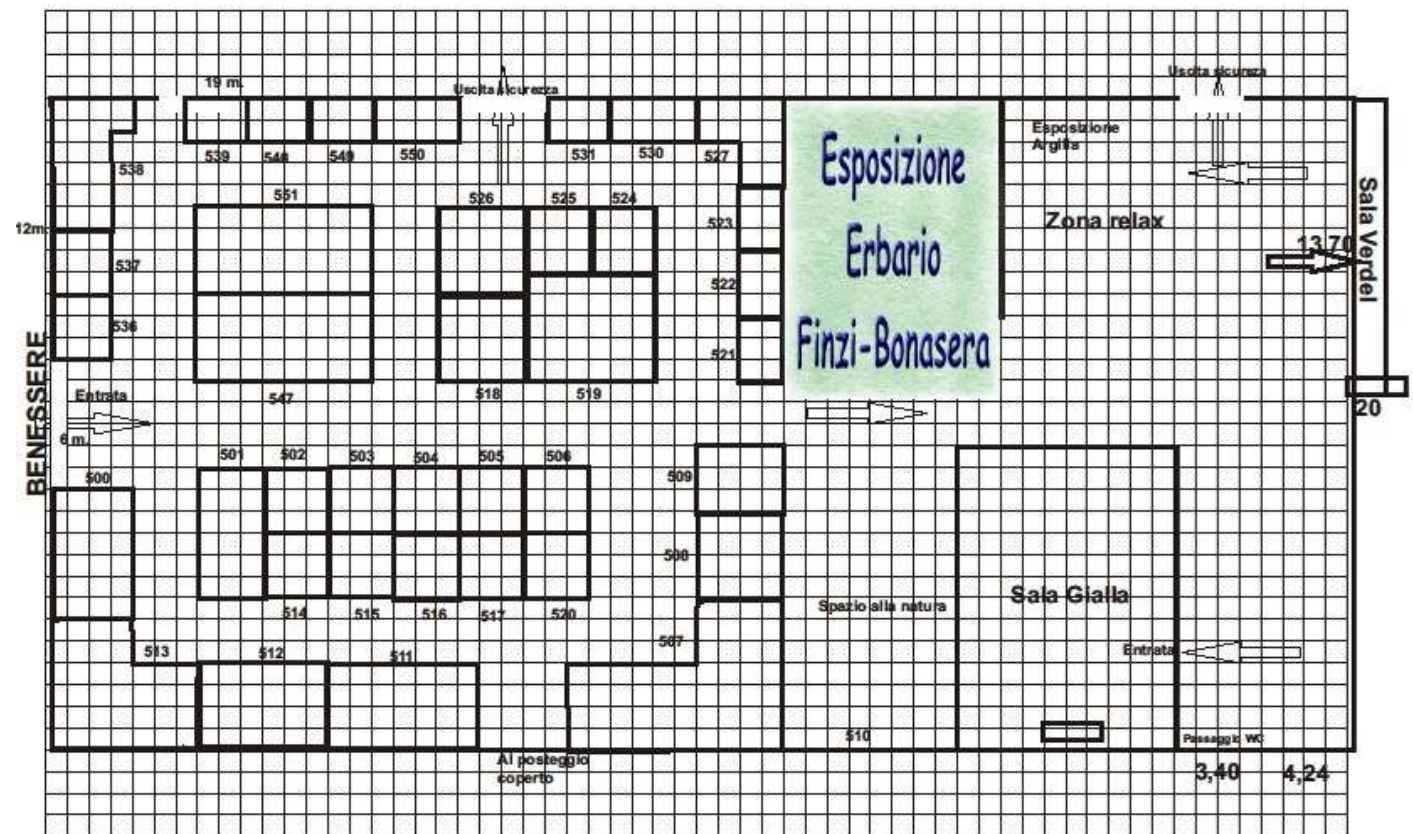 Uscita sicurezza
19 m.
Uscita sicurezza
Esposizione
Argilla
539
548
549
550
531
530
527
538
551
526
525
524
Esposizione
Erbario
Finzi-Bonasera
Zona relax
Sala Verdel
13,70
12m.
523
537
522
536
521
BENESSERE
Entrata
547
518
519
20
6 m.
500
501
502
503
504
505
506
509
508
514
515
516
517
520
Spazio alla natura
Sala Gialla
507
513
512
511
Entrata
510
Passaggio WC
Al posteggio
coperto
3,40
4,24